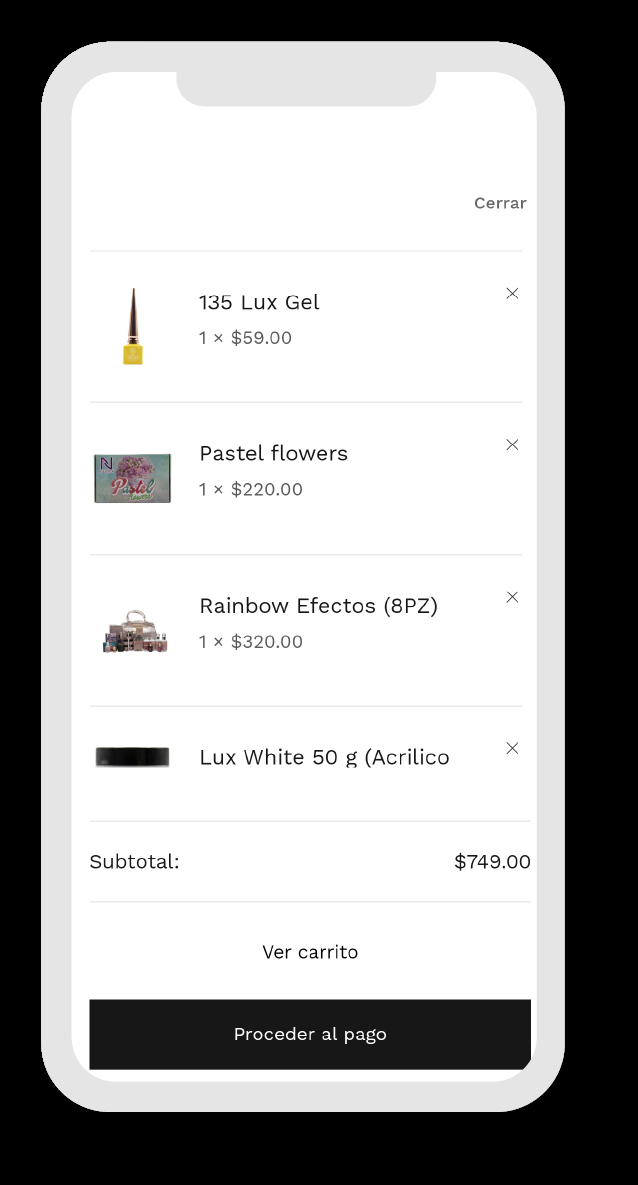 Cerrar
135 Lux Gel
1 × $59.00
N
Pastel
Pastel flowers
1 × $220.00
Rainbow Efectos (8PZ)
1 × $320.00
Lux White 50 g (Acrilico
Subtotal:
$749.00
Ver carrito
Proceder al pago